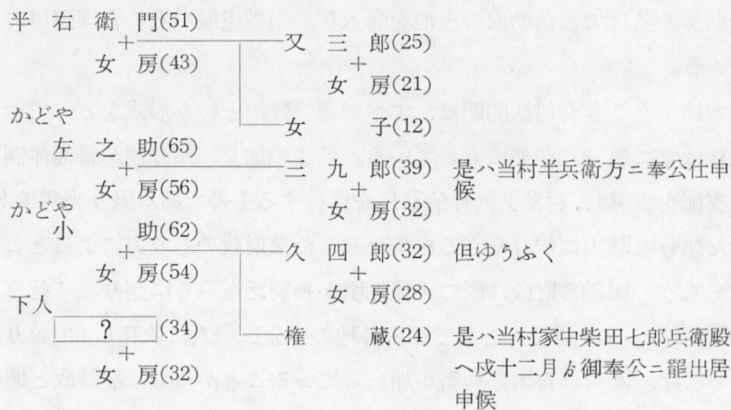 半右衛門(51) 又三郎(25)
+ +
女房(43) 女房(21)
かどや 女子(12)
左之助(65)
+ 三九郎(39) 是ハ当村半兵衛方ニ奉公仕申候
女房(56) +
かどや 女房(32)
小助(62)
+ 久四郎(32) 但ゆうふく
女房(54) +
下人 女房(28)
?(34) 権蔵(24) 是ハ当村家中柴田七郎兵衛殿
+ へ戌十二月ゟ御奉公ニ罷出居
女房(32) 申候